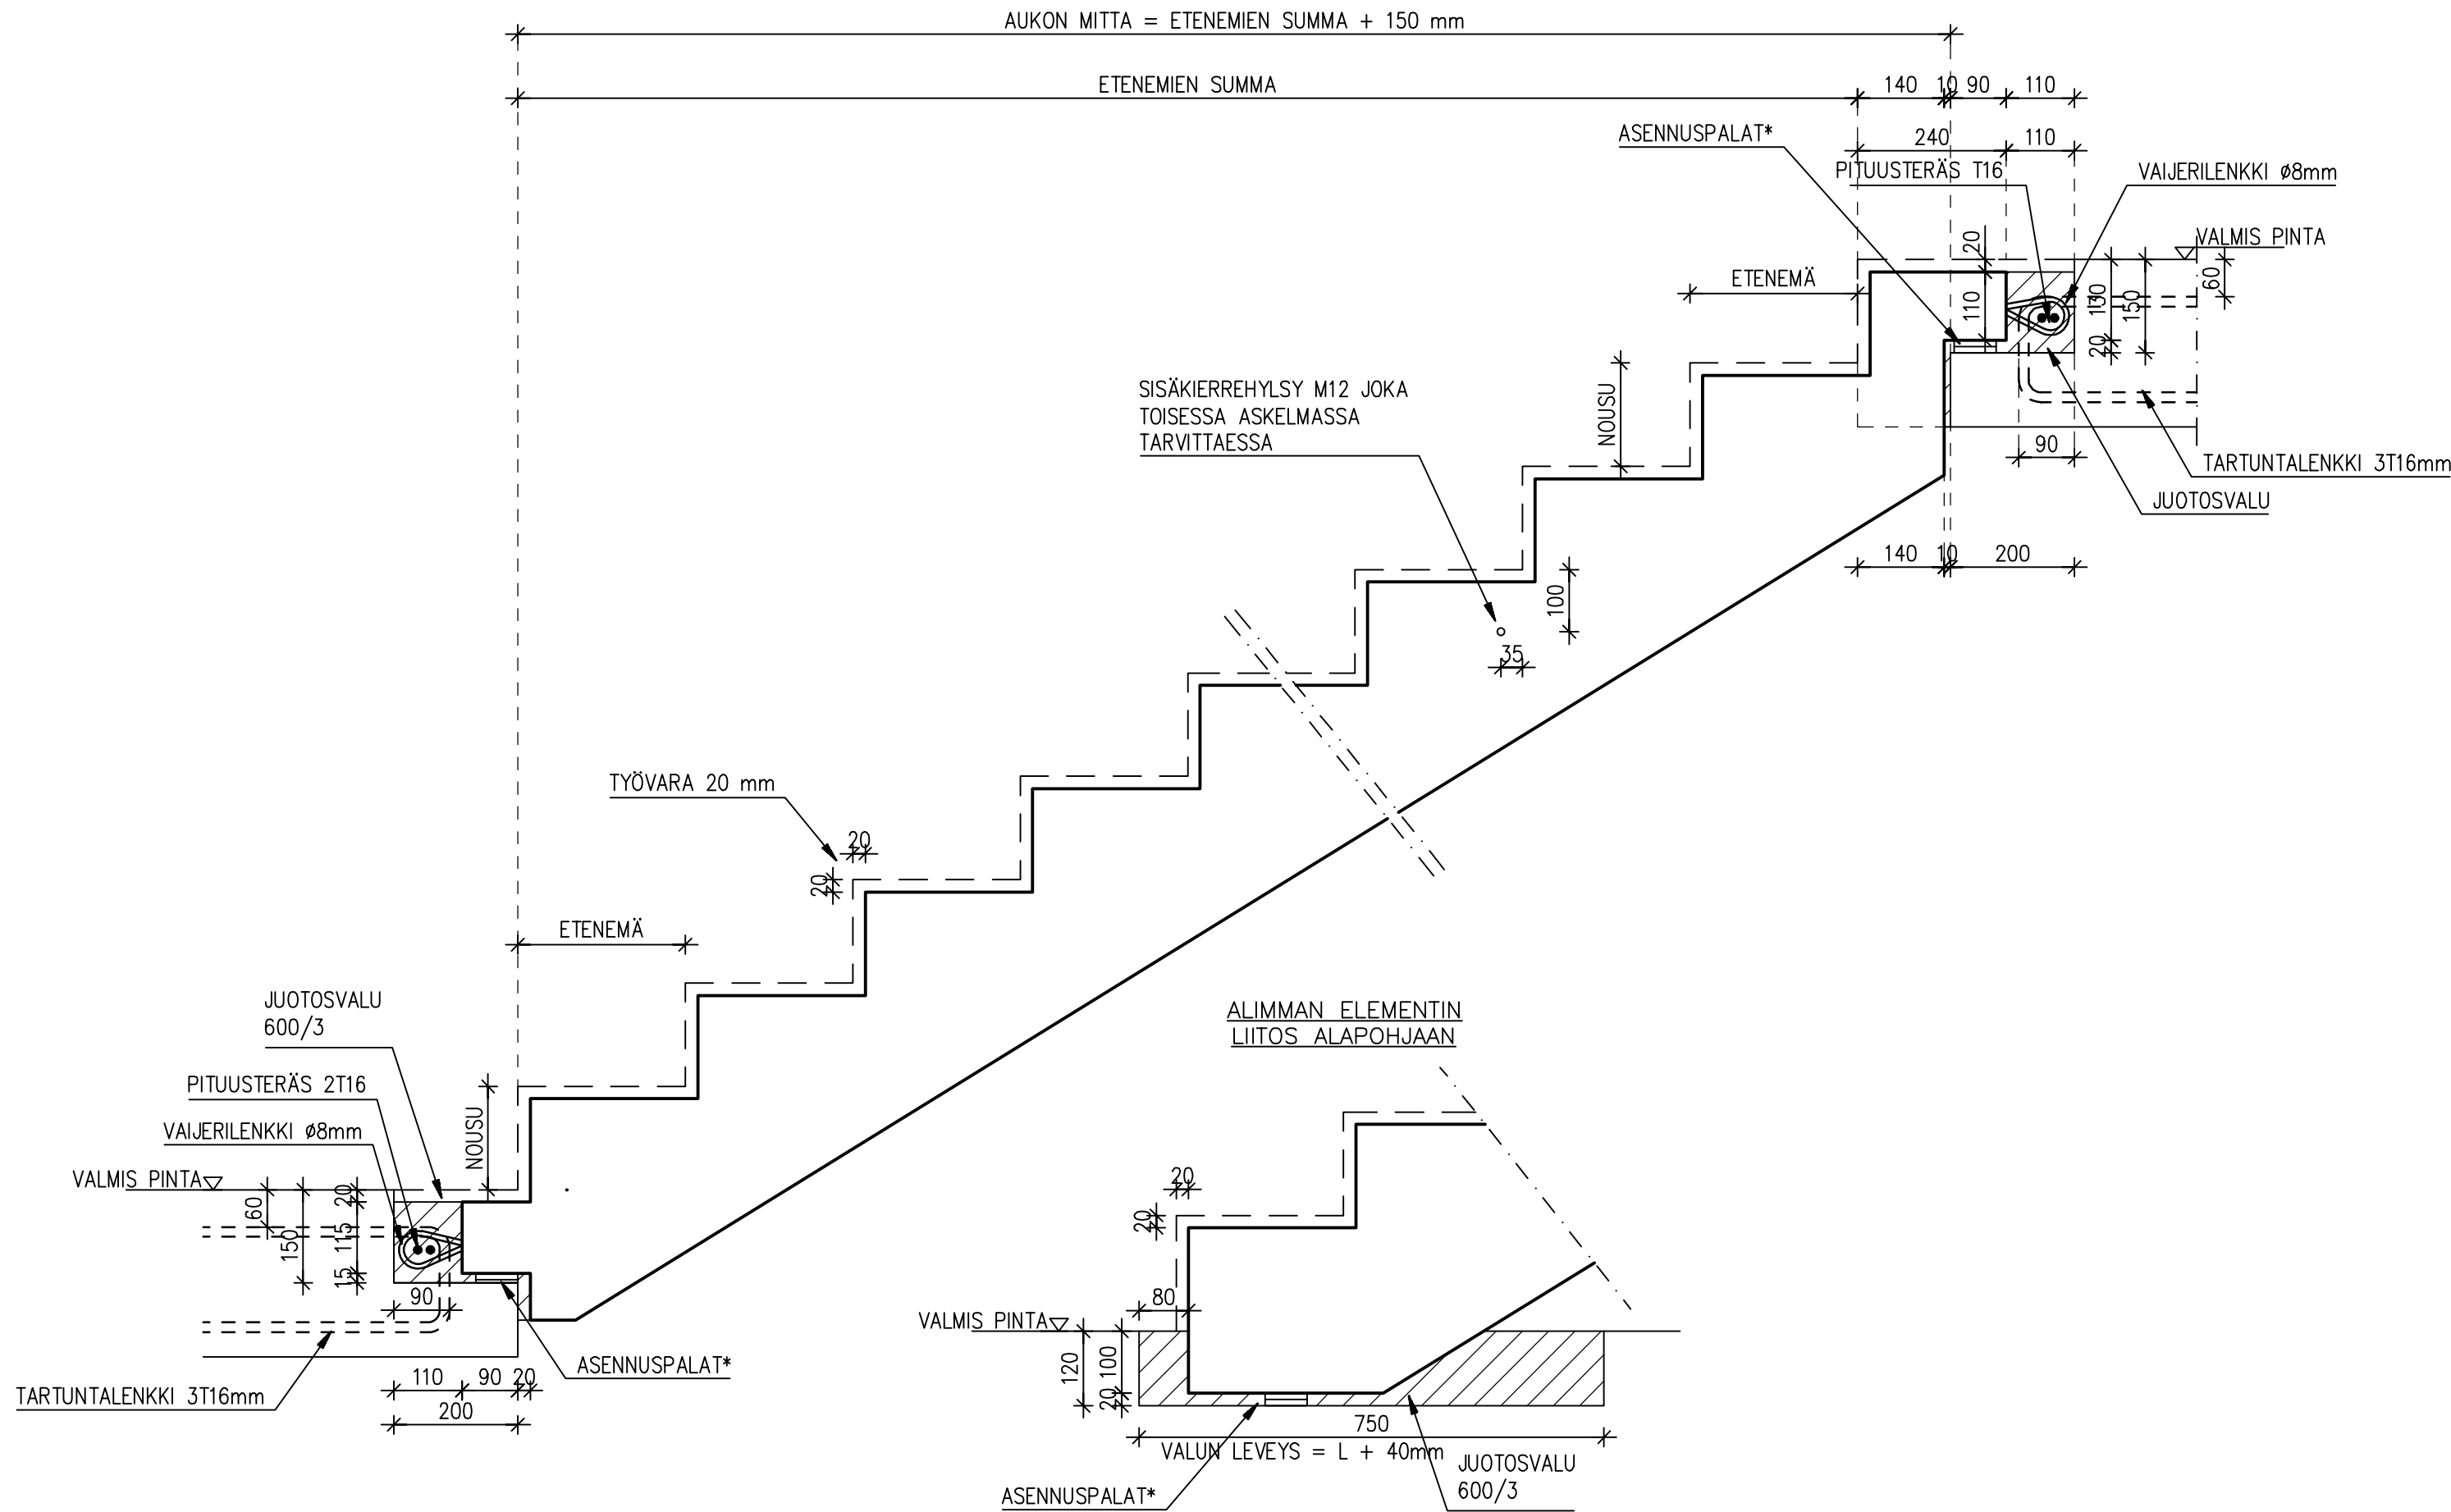 AUKON MITTA = ETENEMIEN SUMMA + 150 mm
ETENEMIEN SUMMA
140
10
90
110
ASENNUSPALAT*
240
110
PITUUSTERÄS T16
VAIJERILENKKI ø8mm
VALMIS PINTA
20
ETENEMÄ
60
110
130
150
20
NOUSU
SISÄKIERREHYLSY M12 JOKA
TOISESSA ASKELMASSA
TARVITTAESSA
90
TARTUNTALENKKI 3T16mm
JUOTOSVALU
140
10
200
100
35
TYÖVARA 20 mm
20
20
ETENEMÄ
JUOTOSVALU
600/3
ALIMMAN ELEMENTIN
LIITOS ALAPOHJAAN
PITUUSTERÄS 2T16
NOUSU
VAIJERILENKKI ø8mm
VALMIS PINTA
60
150
20
115
15
90
20
20
80
VALMIS PINTA
120
100
20
ASENNUSPALAT*
110
90
20
TARTUNTALENKKI 3T16mm
200
750
VALUN LEVEYS = L + 40mm
JUOTOSVALU
600/3
ASENNUSPALAT*